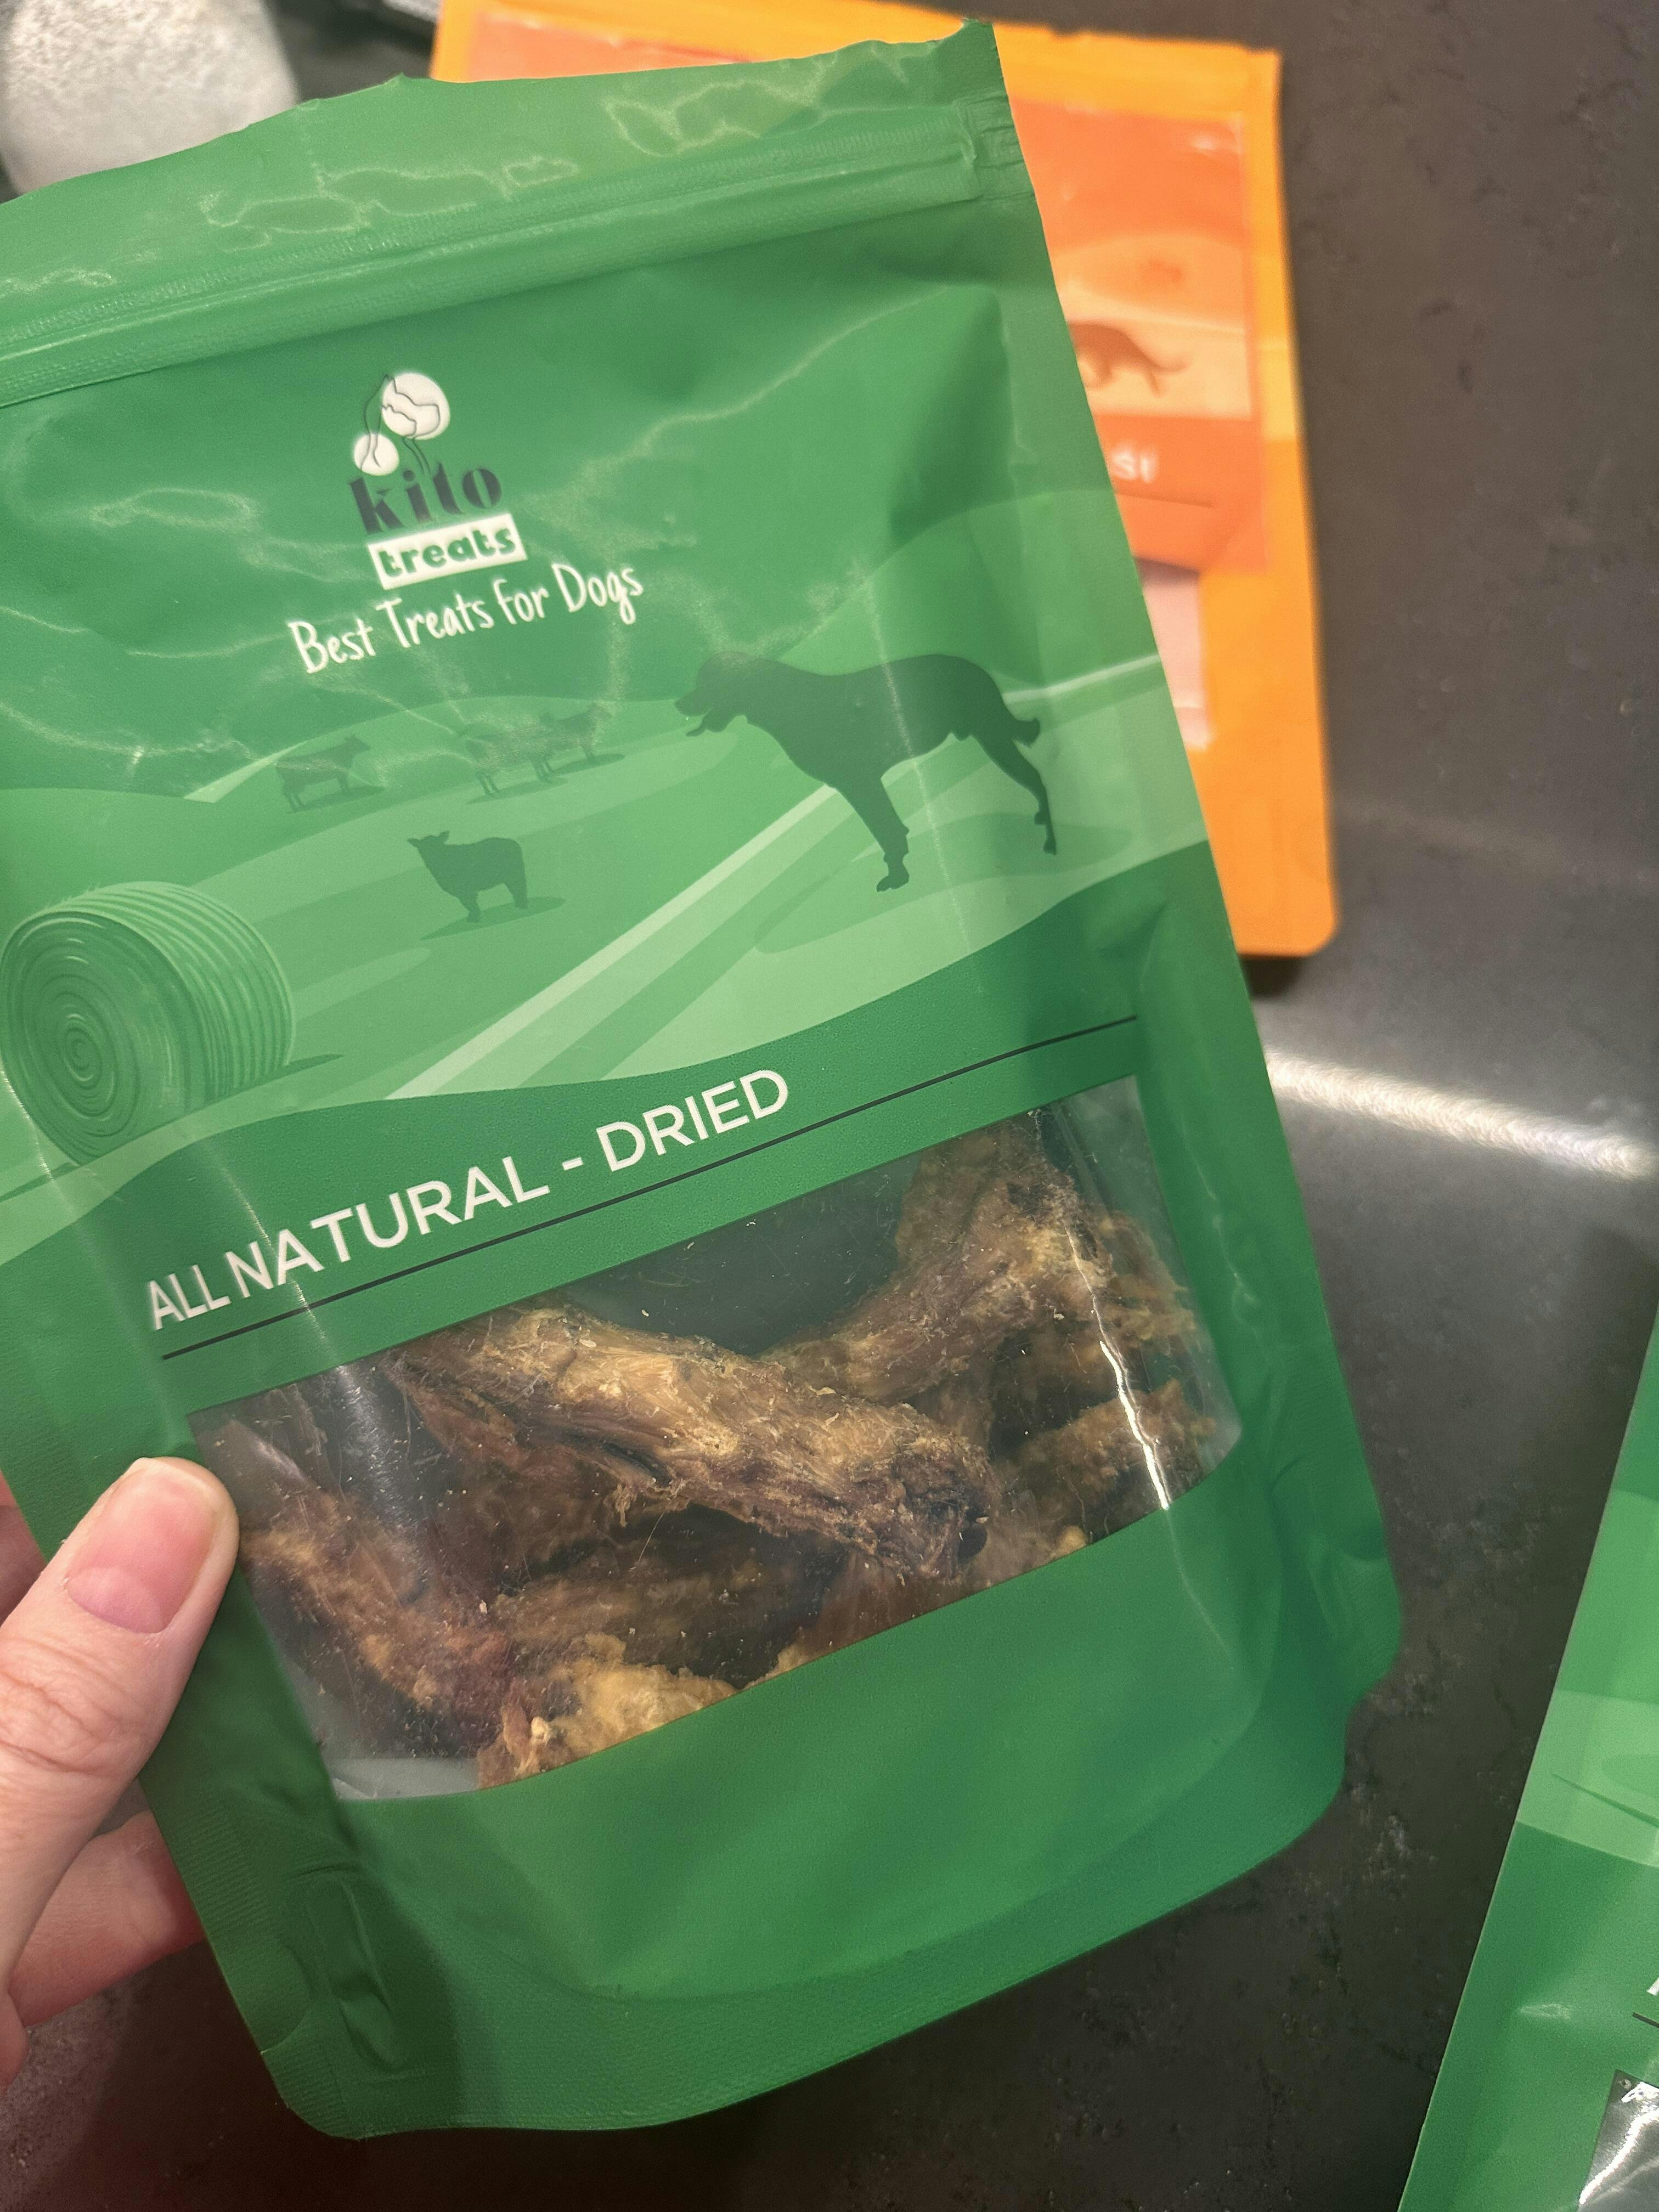 kito
treats
Best Treats for Dogs
ALL NATURAL - DRIED